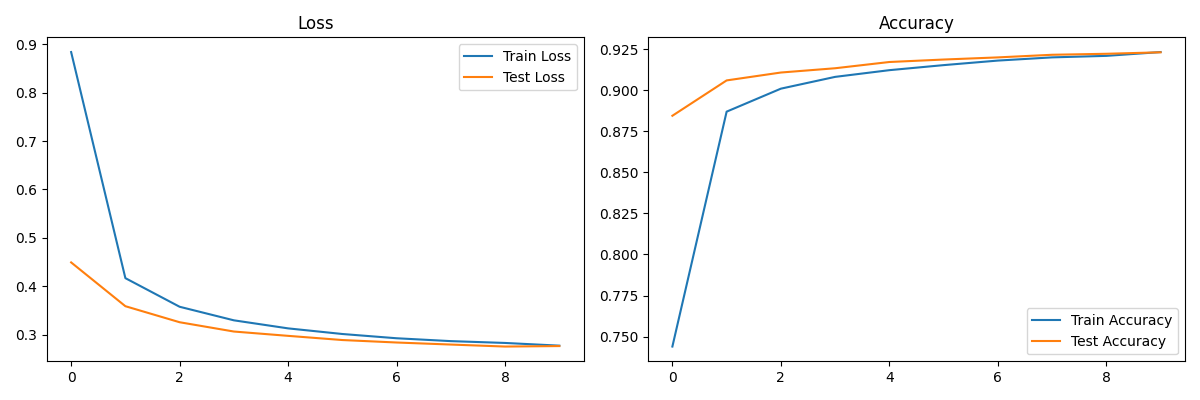 Loss
0.9
0.8
0.7
0.6
0.5
0.4
0.3
0 2 4 6 8
Train Loss
Test Loss
Accuracy
0.925
0.900
0.875
0.850
0.825
0.800
0.775
0.750
0 2 4 6 8
Train Accuracy
Test Accuracy